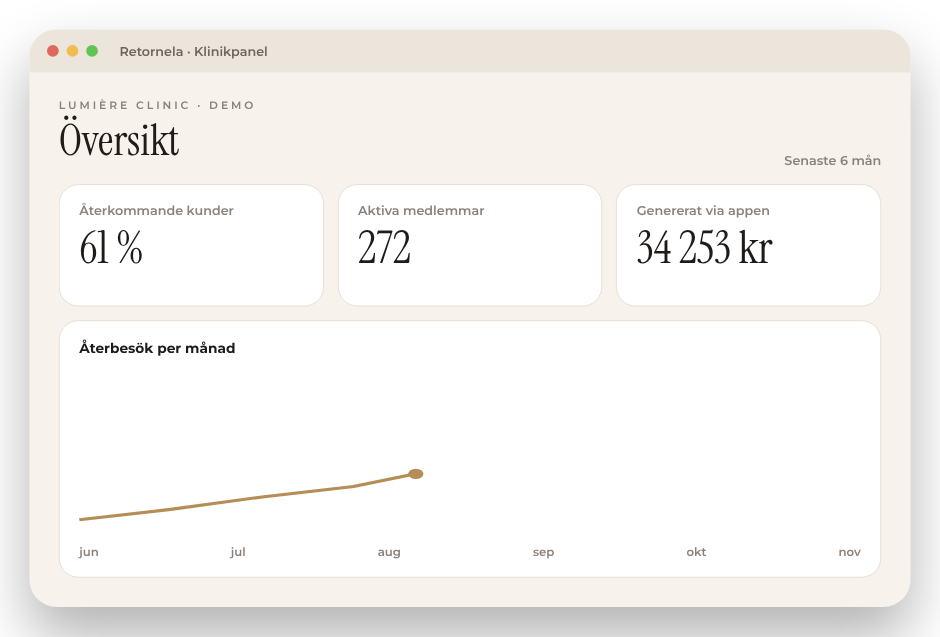 Retornela · Klinikpanel
LUMIÈRE CLINIC · DEMO
Översikt
Senaste 6 mån
Återkommande kunder
61 %
Aktiva medlemmar
272
Genererat via appen
34 253 kr
Återbesök per månad
jun jul aug sep okt nov